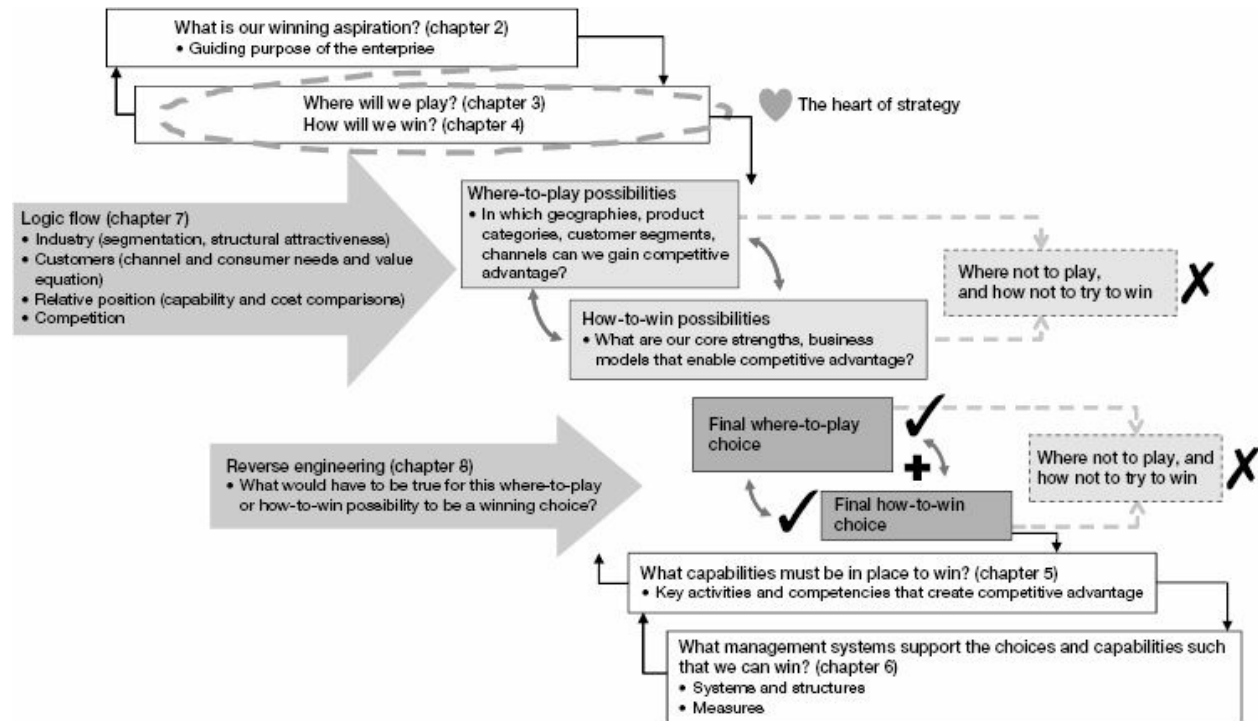 What is our winning aspiration? (chapter 2)
• Guiding purpose of the enterprise
Where will we play? (chapter 3)
How will we win? (chapter 4)
The heart of strategy
Logic flow (chapter 7)
• Industry (segmentation, structural attractiveness)
• Customers (channel and consumer needs and value
equation)
• Relative position (capability and cost comparisons)
• Competition
Where-to-play possibilities
• In which geographies, product
categories, customer segments,
channels can we gain competitive
advantage?
How-to-win possibilities
• What are our core strengths, business
models that enable competitive advantage?
Where not to play,
and how not to try to win
Reverse engineering (chapter 8)
• What would have to be true for this where-to-play
or how-to-win possibility to be a winning choice?
Final where-to-play
choice
Final how-to-win
choice
Where not to play, and
how not to try to win
What capabilities must be in place to win? (chapter 5)
• Key activities and competencies that create competitive advantage
What management systems support the choices and capabilities such
that we can win? (chapter 6)
• Systems and structures
• Measures